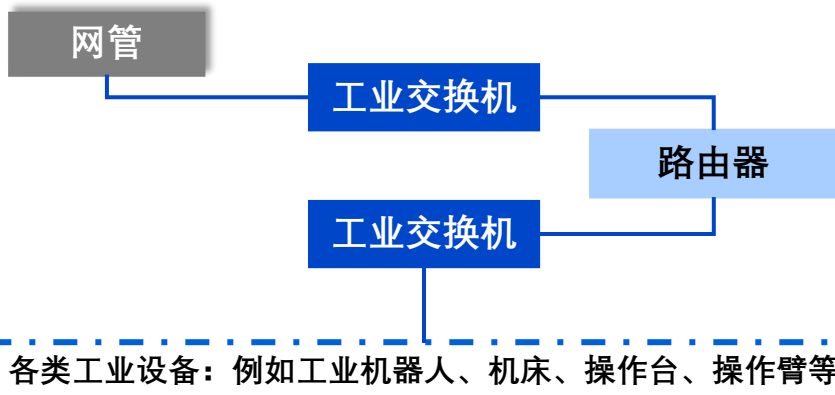 网管
工业交换机
路由器
工业交换机
各类工业设备：例如工业机器人、机床、操作台、操作臂等